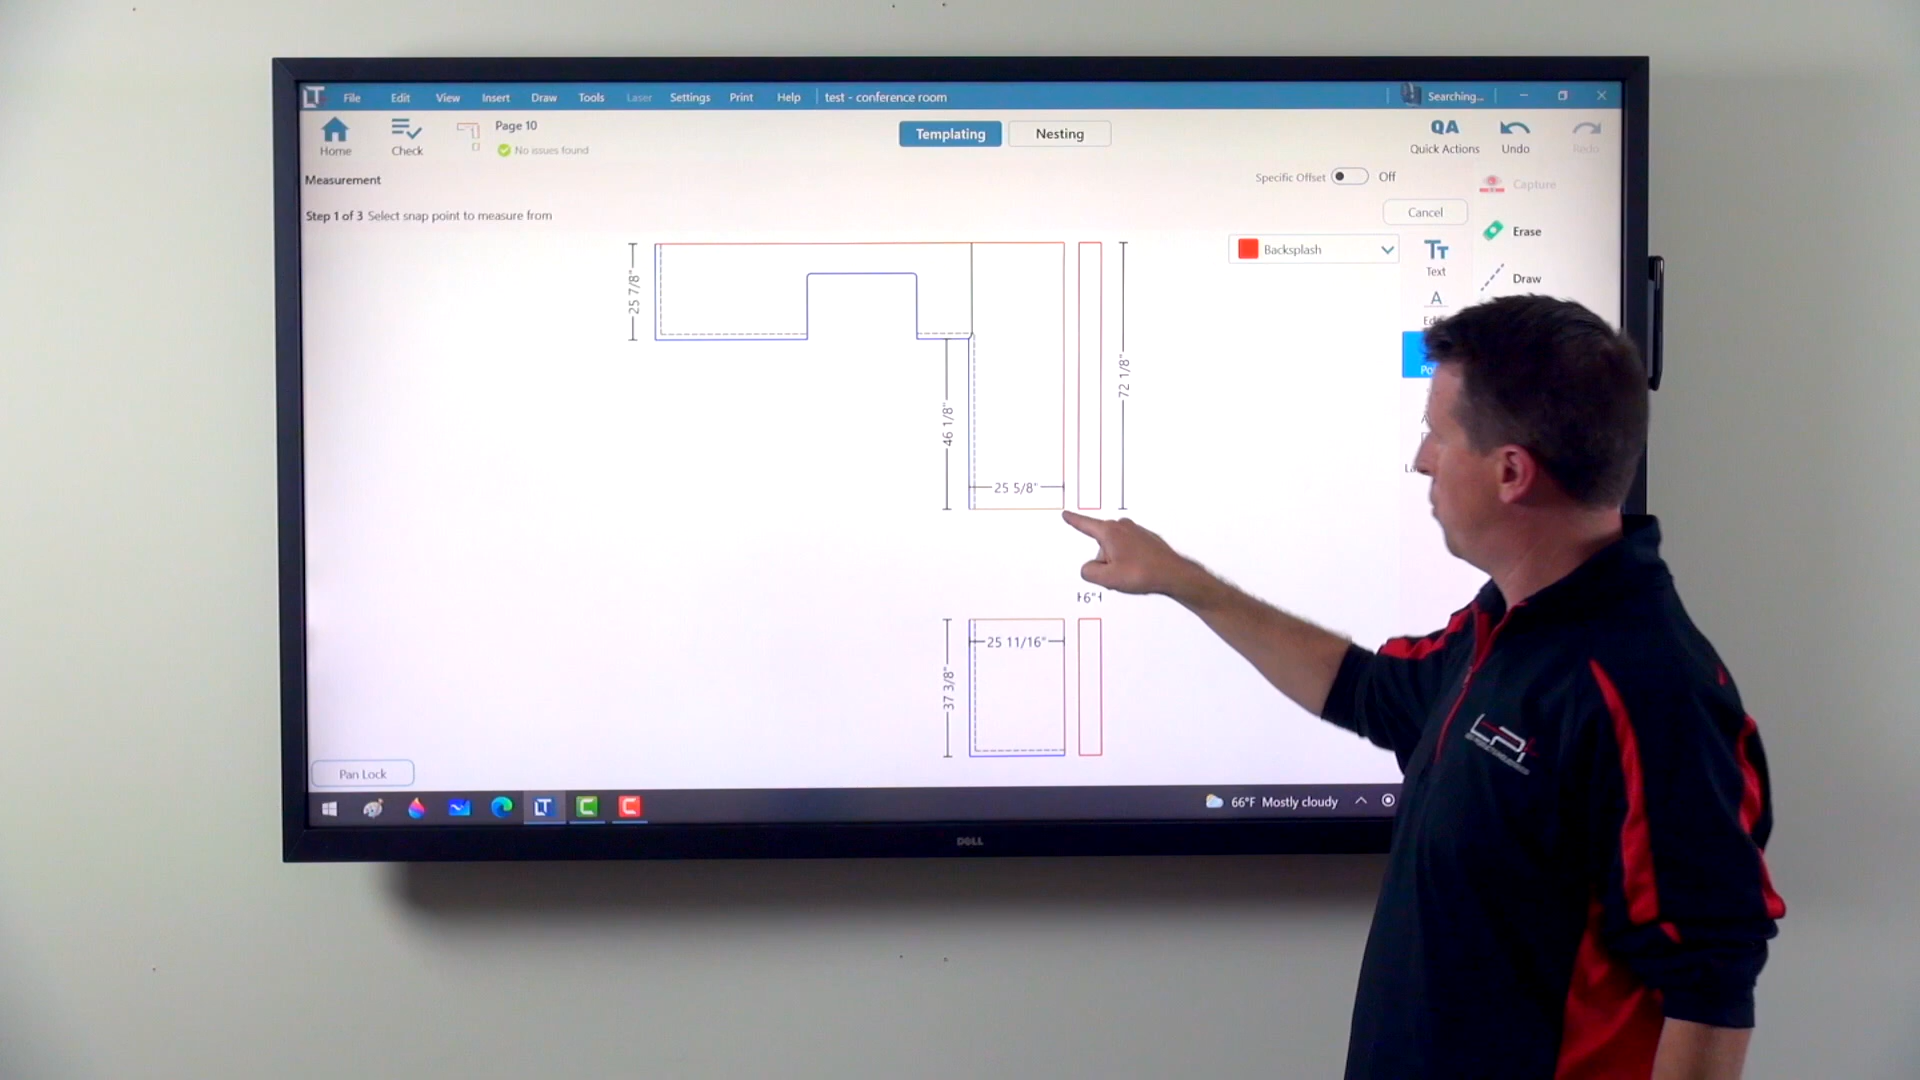 LT File Edit View Insert Draw Tools Laser Settings Print Help test - conference room Searching...
Home Check Page 10 Templating Nesting QA Quick Actions Undo Redo
No issues found
Measurement
Specific Offset Off
Capture
Step 1 of 3 Select snap point to measure from
Cancel
Erase
Backsplash
Text
Draw
25 7/8"
72 1/8"
46 1/8"
25 5/8"
6"
25 11/16"
37 3/8"
Pan Lock
66°F Mostly cloudy
DELL
LPI